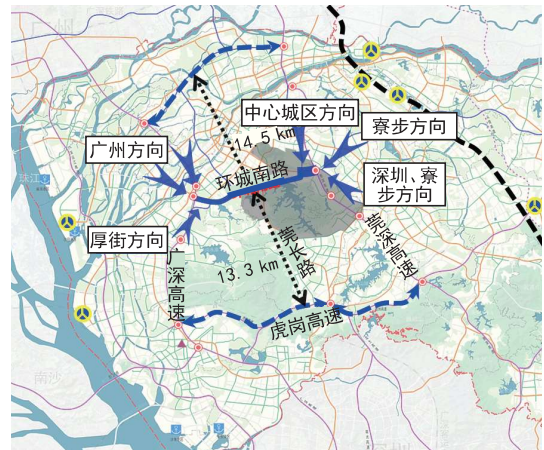 广州
中心城区方向
寮步方向
14.5 km
广州方向
环城南路
深圳、寮
步方向
珠江
厚街方向
莞长路
莞深高速
广深高速
13.3 km
虎岗高速
南沙